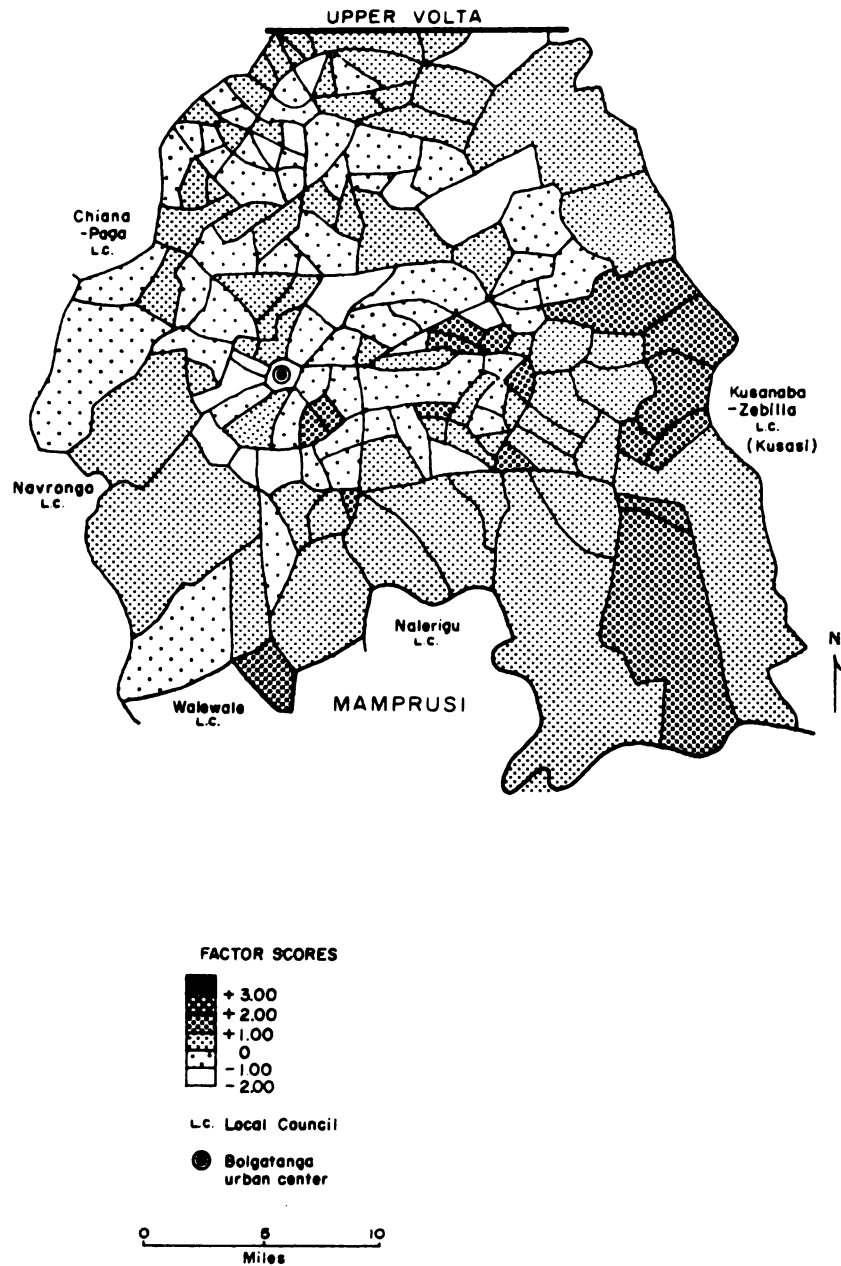 UPPER VOLTA
Chiana
-Paga
L.C.
Kusanaba
-Zebilla
L.C.
(Kusasi)
Navrongo
L.C.
Nalerigu
L.C.
N
Walewale
L.C.
MAMPRUSI
FACTOR SCORES
+ 3.00
+ 2.00
+ 1.00
0
- 1.00
- 2.00
L.C. Local Council
Bolgatanga
urban center
0 5 10
Miles